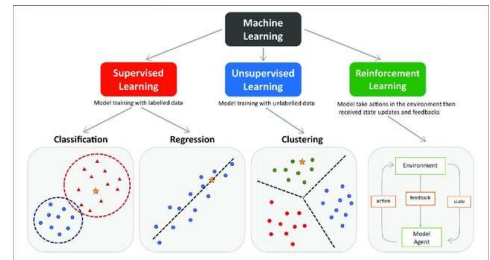 Machine
Learning
Supervised
Learning
Unsupervised
Learning
Reinforcement
Learning
Model training with labelled data
Model training with unlabelled data
Model take actions in the environment then
received state updates and feedbacks
Classification
Regression
Clustering
Environment
action
feedback
state
Model
Agent